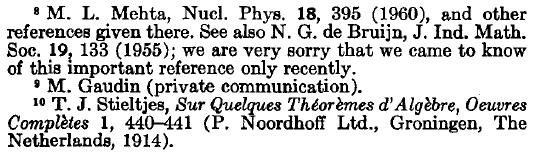 ⁸ M. L. Mehta, Nucl. Phys. 18, 395 (1960), and other
references given there. See also N. G. de Bruijn, J. Ind. Math.
Soc. 19, 133 (1955); we are very sorry that we came to know
of this important reference only recently.
⁹ M. Gaudin (private communication).
¹⁰ T. J. Stieltjes, Sur Quelques Théorèmes d'Algèbre, Oeuvres
Complètes 1, 440–441 (P. Noordhoff Ltd., Groningen, The
Netherlands, 1914).